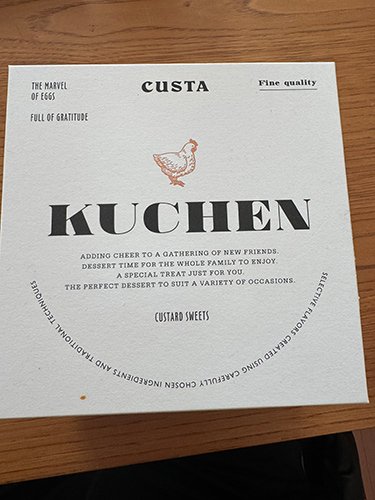 THE MARVEL
OF EGGS
CUSTA
Fine quality
FULL OF GRATITUDE
KUCHEN
ADDING CHEER TO A GATHERING OF NEW FRIENDS.
DESSERT TIME FOR THE WHOLE FAMILY TO ENJOY.
A SPECIAL TREAT JUST FOR YOU.
THE PERFECT DESSERT TO SUIT A VARIETY OF OCCASIONS.
CUSTARD SWEETS
SELECTIVE FLAVORS CREATED USING CAREFULLY CHOSEN INGREDIENTS AND TRADITIONAL TECHNIQUES